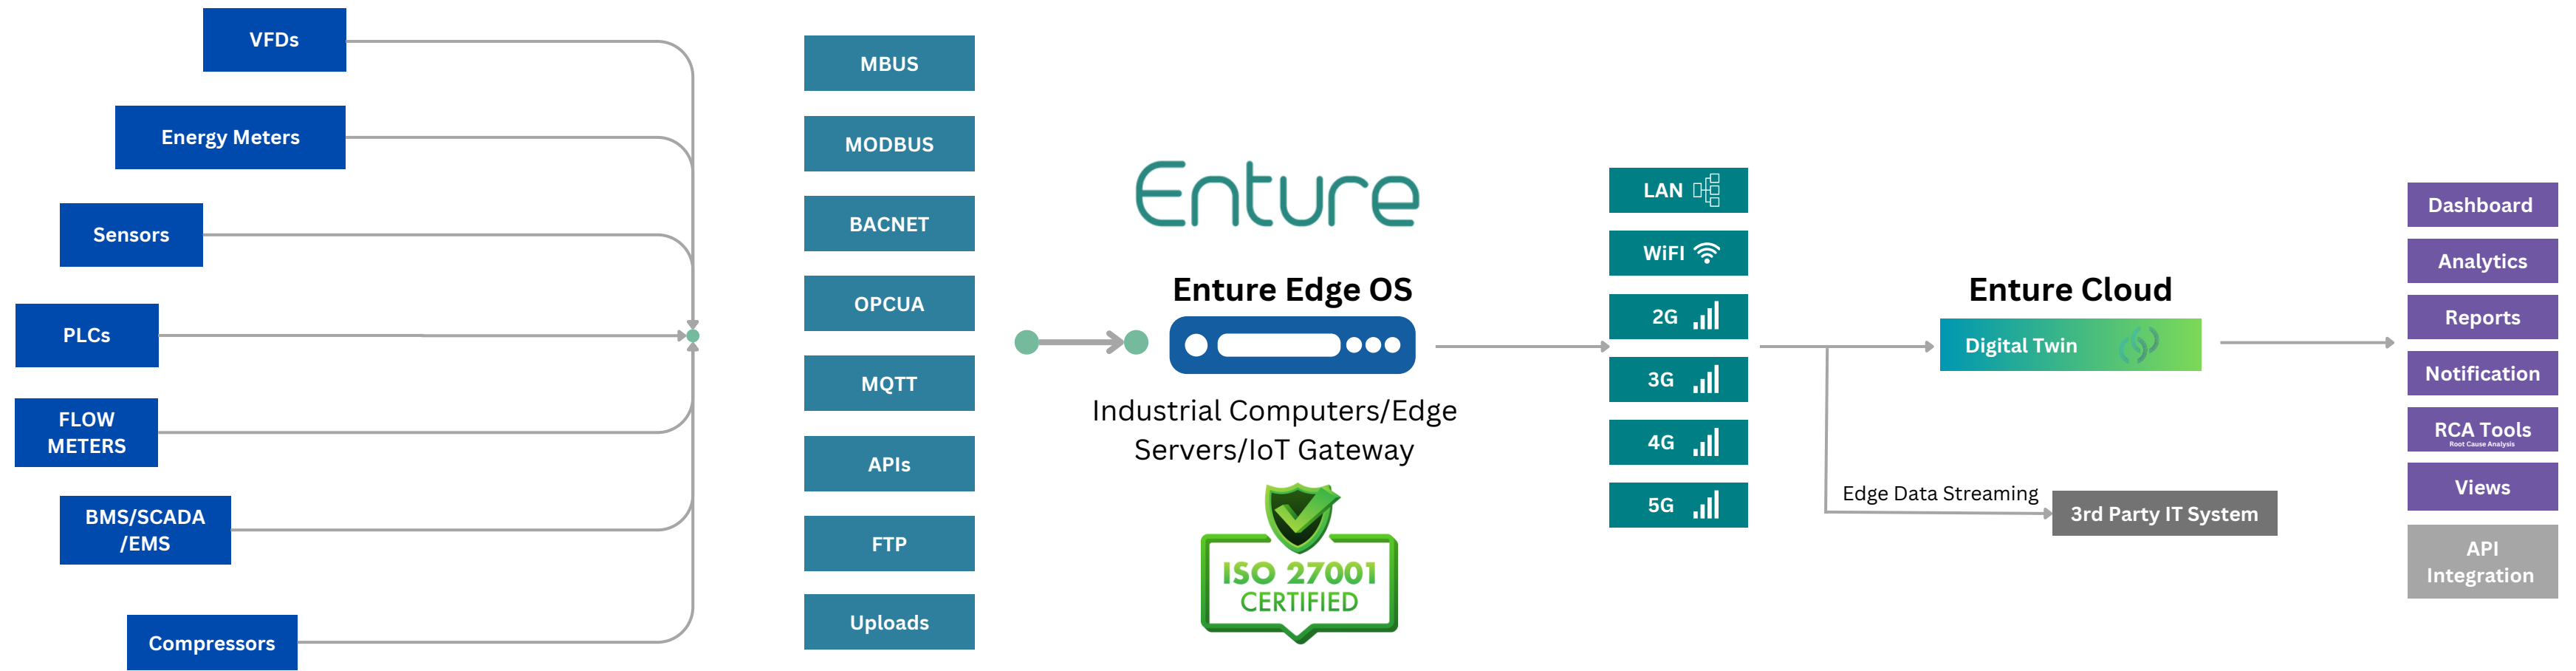 VFDs
Energy Meters
Sensors
PLCs
FLOW
METERS
BMS/SCADA
/EMS
Compressors
MBUS
MODBUS
BACNET
OPCUA
MQTT
APIs
FTP
Uploads
Enture
Enture Edge OS
Industrial Computers/Edge
Servers/IoT Gateway
ISO 27001
CERTIFIED
LAN
WiFI
2G
3G
4G
5G
Enture Cloud
Digital Twin
Edge Data Streaming
3rd Party IT System
Dashboard
Analytics
Reports
Notification
RCA Tools
Root Cause Analysis
Views
API
Integration